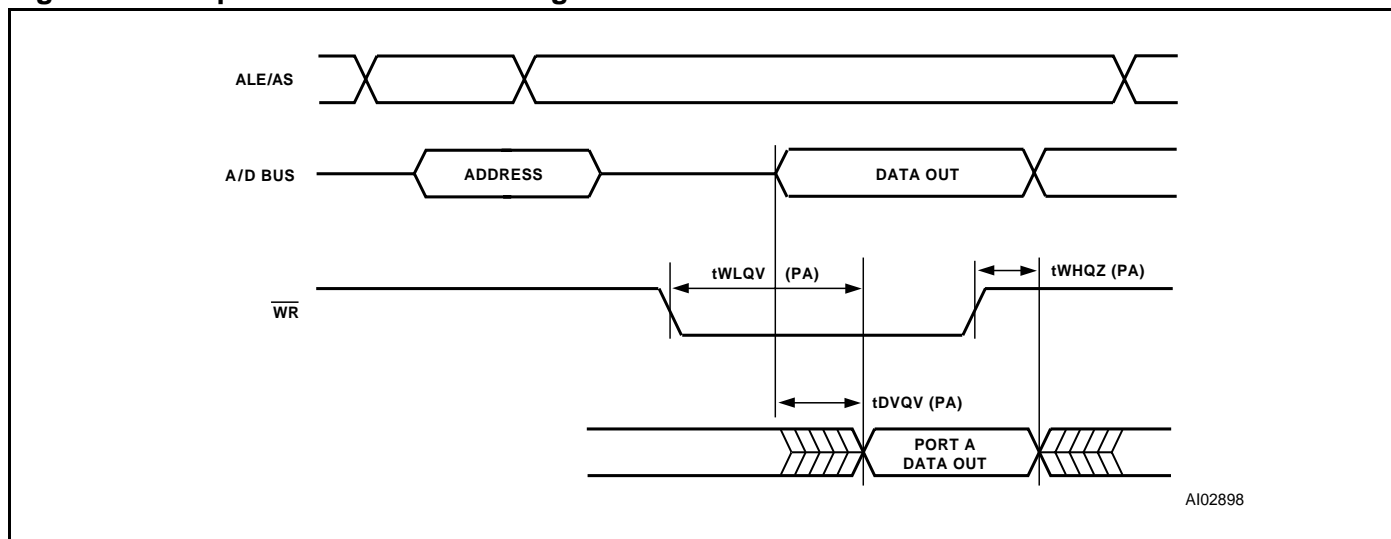 ALE/AS
A/D BUS
ADDRESS
DATA OUT
tWLQV (PA)
tWHQZ (PA)
WR
tDVQV (PA)
PORT A
DATA OUT
AI02898